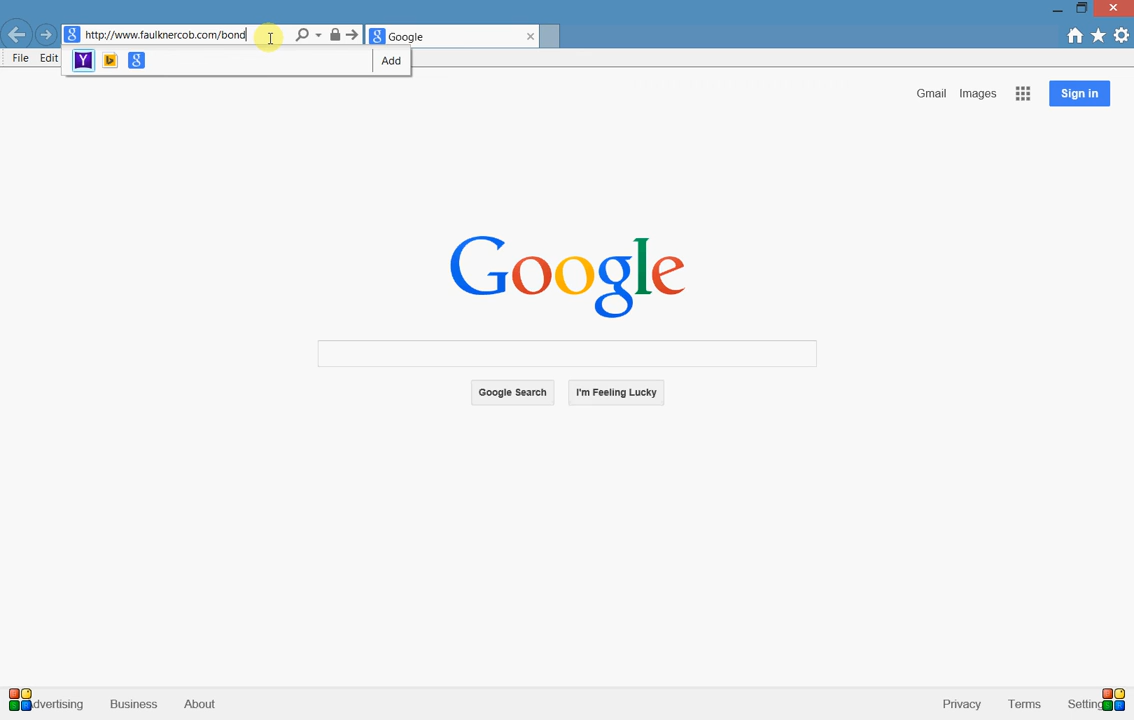 http://www.faulknercob.com/bond
Google
File Edit
Add
Gmail Images Sign in
Google
Google Search I'm Feeling Lucky
Advertising Business About
Privacy Terms Setting